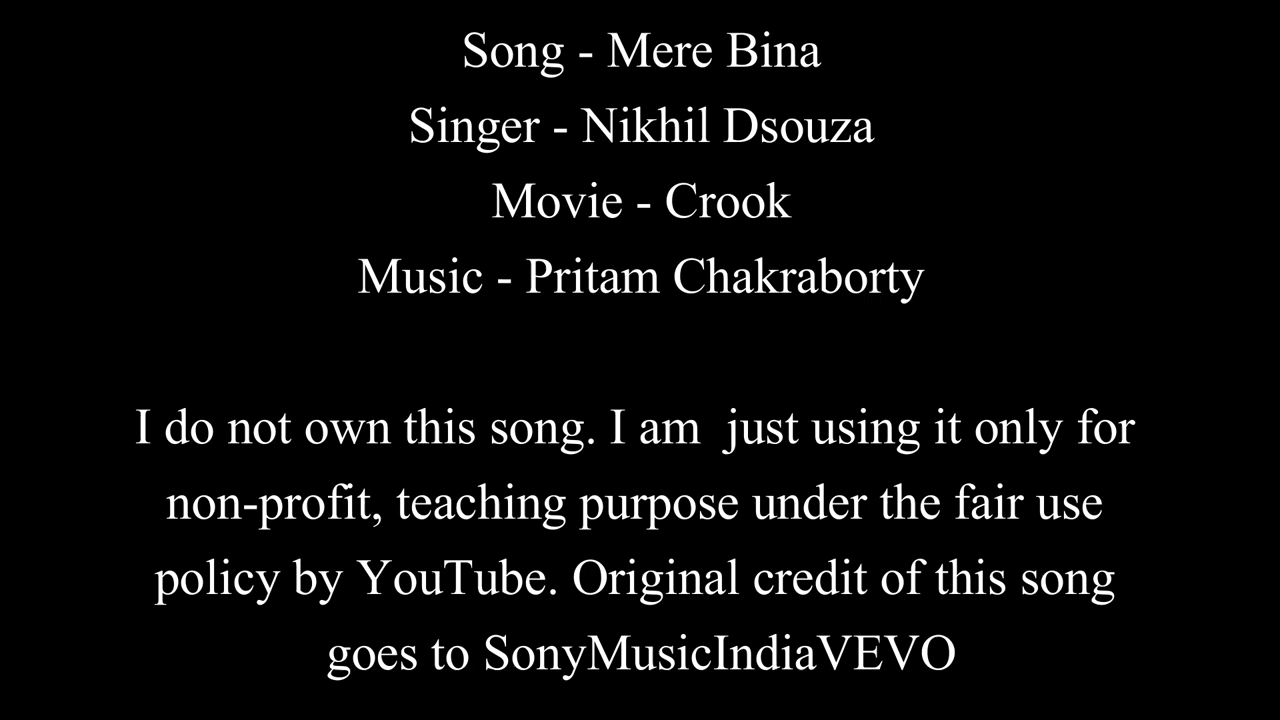 Song - Mere Bina
Singer - Nikhil Dsouza
Movie - Crook
Music - Pritam Chakraborty
I do not own this song. I am  just using it only for
non-profit, teaching purpose under the fair use
policy by YouTube. Original credit of this song
goes to SonyMusicIndiaVEVO